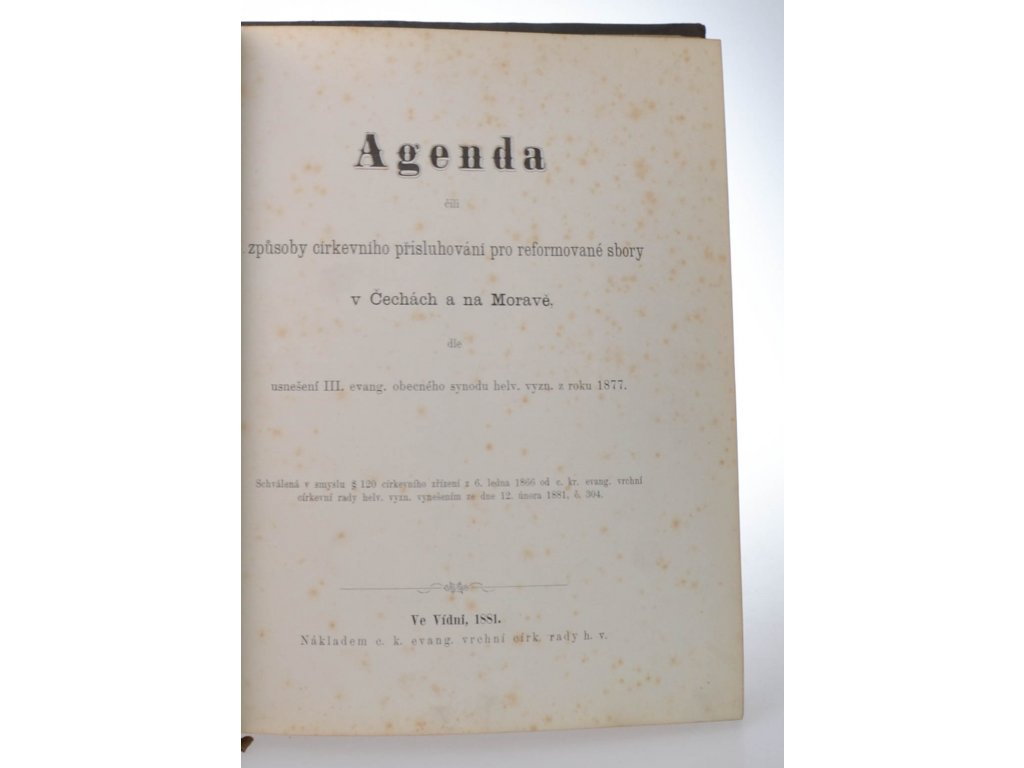 Agenda
čili
způsoby církevního přisluhování pro reformované sbory
v Čechách a na Moravě.
dle
usnešení III. evang. obecného synodu helv. vyzn. z roku 1877.
Schválená v smyslu § 120 církevního zřízení z 6. ledna 1866 od c. kr. evang. vrchní
církevní rady helv. vyzn. vynešením ze dne 12. února 1881, č. 304.
Ve Vídni, 1881.
Nákladem c. k. evang. vrchní círk. rady h. v.